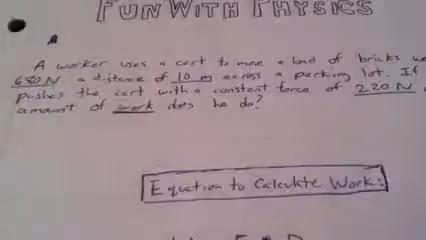 FUN WITH PHYSICS
A worker uses a cart to move a load of bricks
680 N a distance of 10 m across a parking lot. If
pushes the cart with a constant force of 220 N
amount of work does he do?
Equation to Calculate Work: